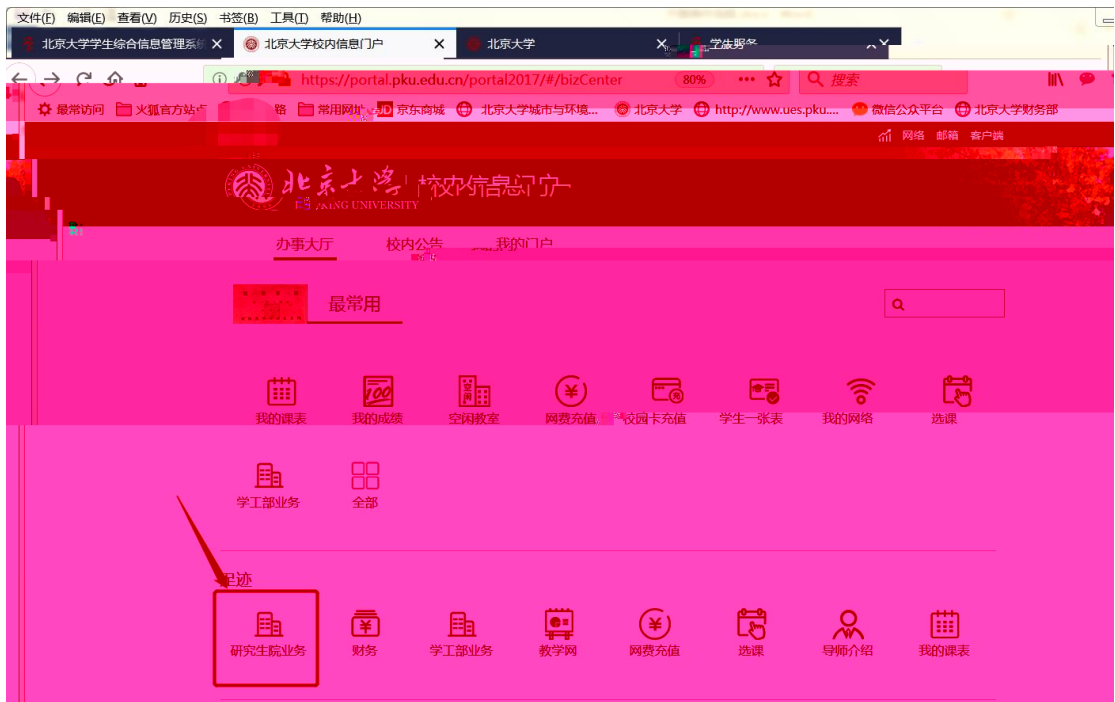 文件(F) 编辑(E) 查看(V) 历史(S) 书签(B) 工具(T) 帮助(H)
北京大学学生综合信息管理系统 北京大学校内信息门户 北京大学
https://portal.pku.edu.cn/portal2017/#/bizCenter 80% 搜索
最常访问 火狐官方站点 常用网址 JD 京东商城 北京大学城市与环境... 北京大学 http://www.ues.pku.... 微信公众平台 北京大学财务部
网络 邮箱 客户端
北京大学 校内信息门户
UNIVERSITY
办事大厅 校内公告 我的门户
最常用
我的课表 我的成绩 空闲教室 网费充值 校园卡充值 学生一张表 我的网络 选课
学工部业务 全部
足迹
研究生院业务 财务 学工部业务 教学网 网费充值 选课 导师介绍 我的课表